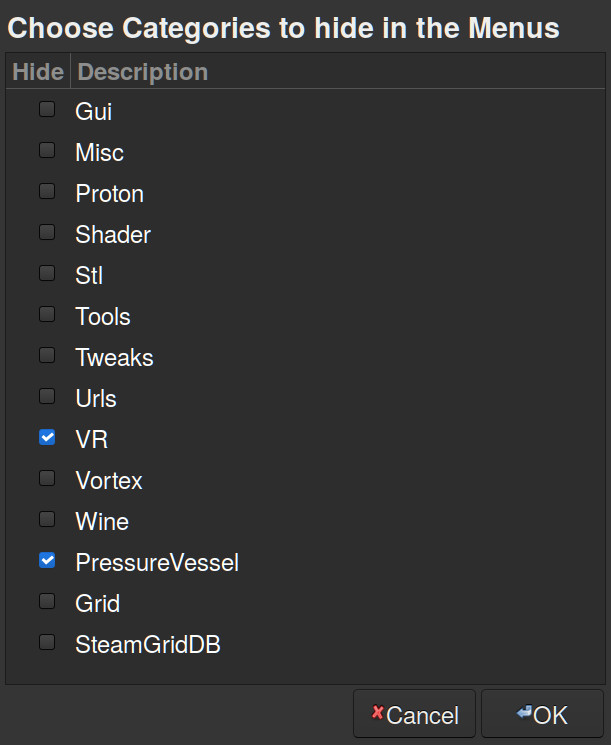 Choose Categories to hide in the Menus
Hide Description
Gui
Misc
Proton
Shader
Stl
Tools
Tweaks
Urls
VR
Vortex
Wine
PressureVessel
Grid
SteamGridDB
Cancel OK